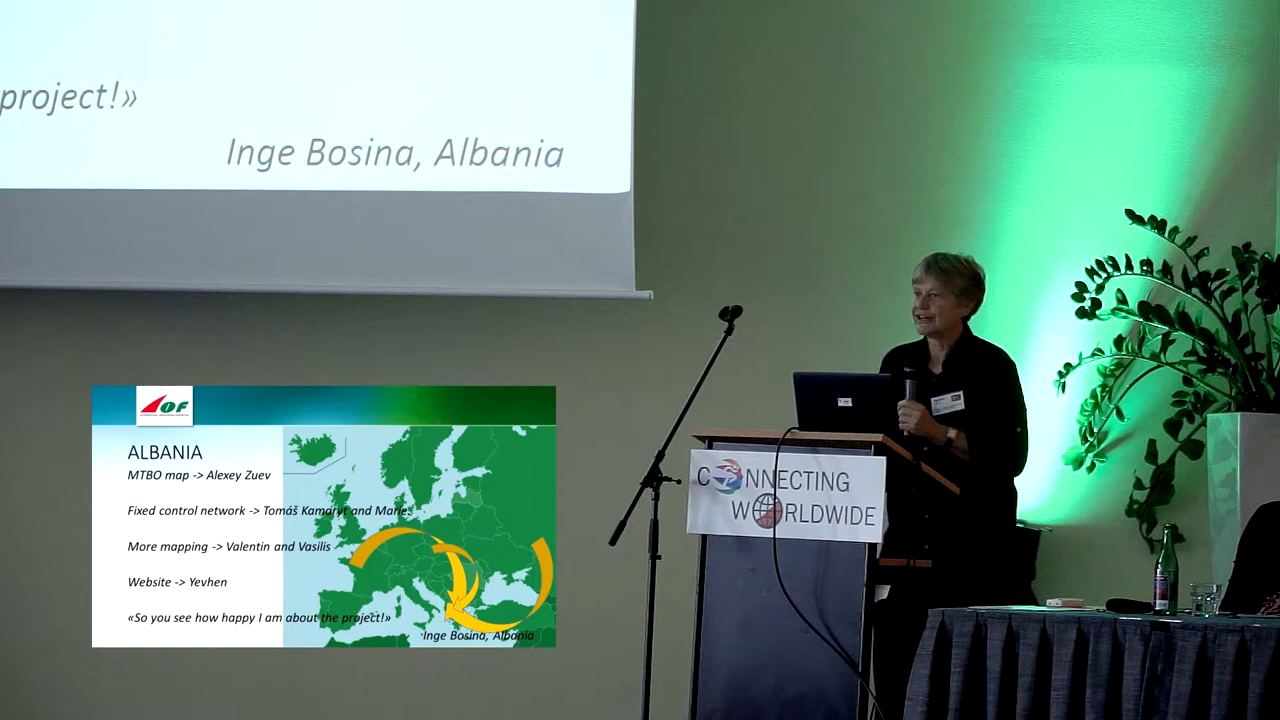 project!»
Inge Bosina, Albania
IOF
ALBANIA
MTBO map -> Alexey Zuev
Fixed control network -> Tomáš Kamaryt and Marie.
More mapping -> Valentin and Vasilis
Website -> Yevhen
«So you see how happy I am about the project!»
Inge Bosina, Albania
CONNECTING
WORLDWIDE